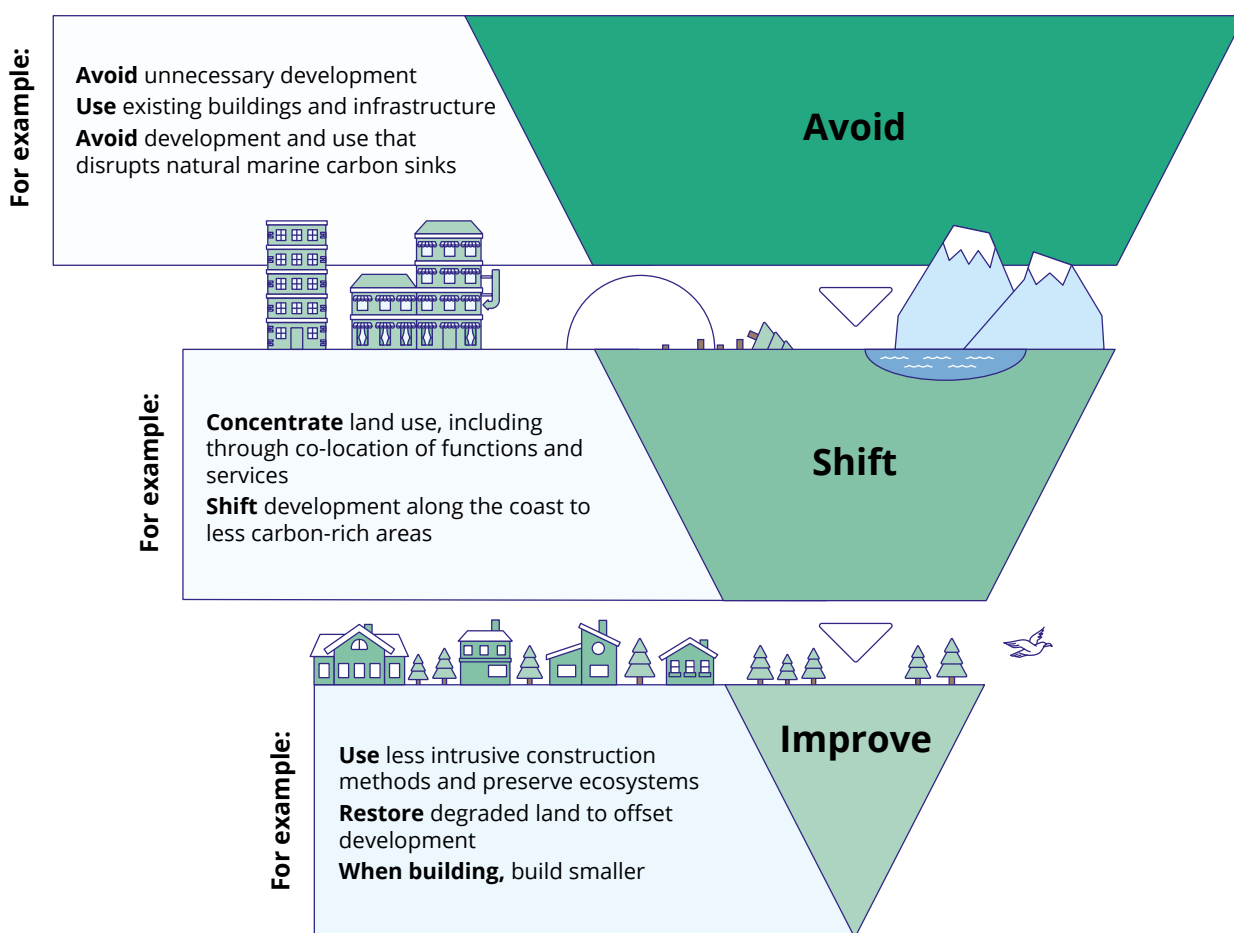 For example:
Avoid unnecessary development
Use existing buildings and infrastructure
Avoid development and use that
disrupts natural marine carbon sinks
Avoid
For example:
Concentrate land use, including
through co-location of functions and
services
Shift development along the coast to
less carbon-rich areas
Shift
For example:
Use less intrusive construction
methods and preserve ecosystems
Restore degraded land to offset
development
When building, build smaller
Improve